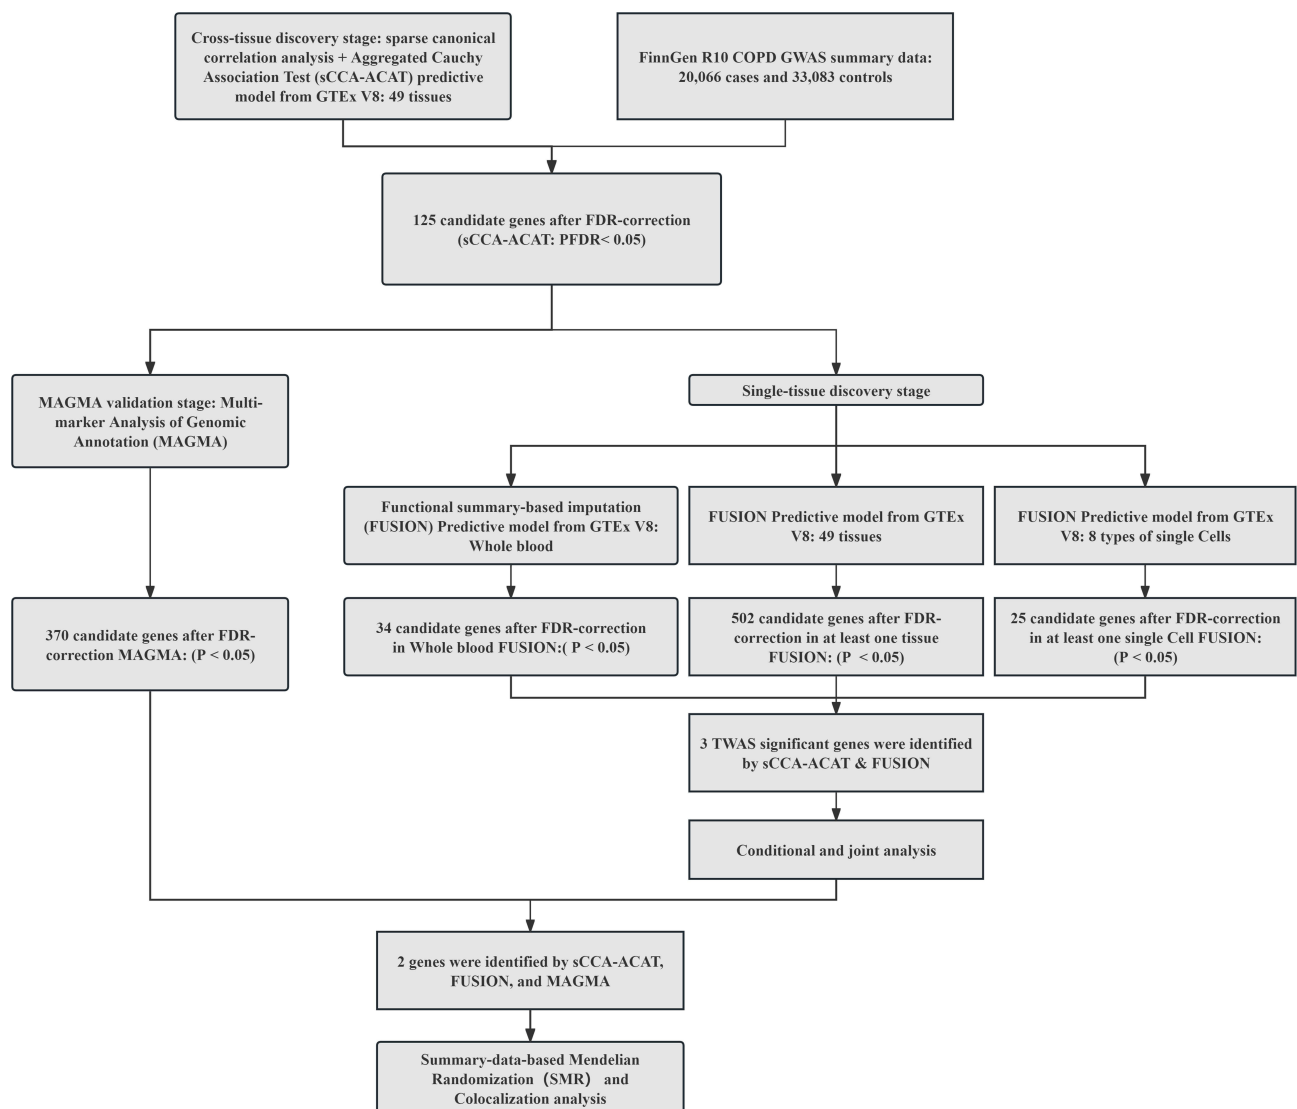 Cross-tissue discovery stage: sparse canonical
correlation analysis + Aggregated Cauchy
Association Test (sCCA-ACAT) predictive
model from GTEx V8: 49 tissues
FinnGen R10 COPD GWAS summary data:
20,066 cases and 33,083 controls
125 candidate genes after FDR-correction
(sCCA-ACAT: PFDR< 0.05)
MAGMA validation stage: Multi-
marker Analysis of Genomic
Annotation (MAGMA)
Single-tissue discovery stage
Functional summary-based imputation
(FUSION) Predictive model from GTEx V8:
Whole blood
FUSION Predictive model from GTEx
V8: 49 tissues
FUSION Predictive model from GTEx
V8: 8 types of single Cells
370 candidate genes after FDR-
correction MAGMA: (P < 0.05)
34 candidate genes after FDR-correction
in Whole blood FUSION:( P < 0.05)
502 candidate genes after FDR-
correction in at least one tissue
FUSION: (P  < 0.05)
25 candidate genes after FDR-correction
in at least one single Cell FUSION:
(P < 0.05)
3 TWAS significant genes were identified
by sCCA-ACAT & FUSION
Conditional and joint analysis
2 genes were identified by sCCA-ACAT,
FUSION, and MAGMA
Summary-data-based Mendelian
Randomization（SMR） and
Colocalization analysis